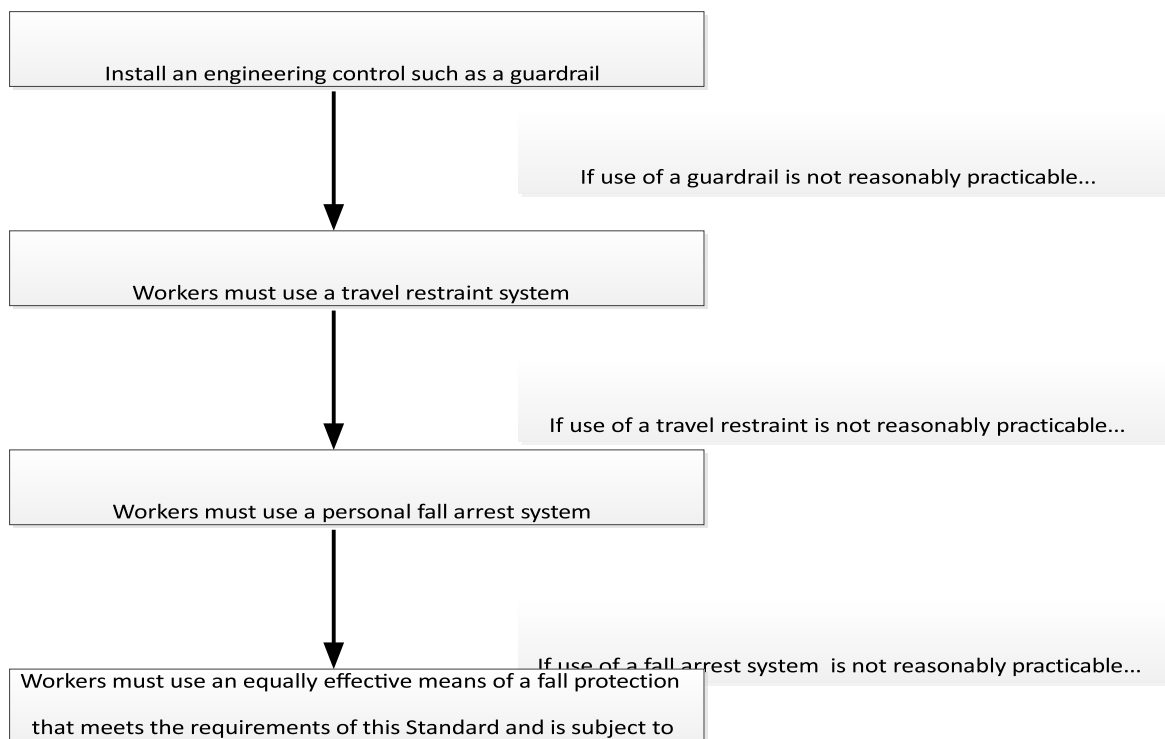 Install an engineering control such as a guardrail
If use of a guardrail is not reasonably practicable...
Workers must use a travel restraint system
If use of a travel restraint is not reasonably practicable...
Workers must use a personal fall arrest system
If use of a fall arrest system is not reasonably practicable...
Workers must use an equally effective means of a fall protection
that meets the requirements of this Standard and is subject to